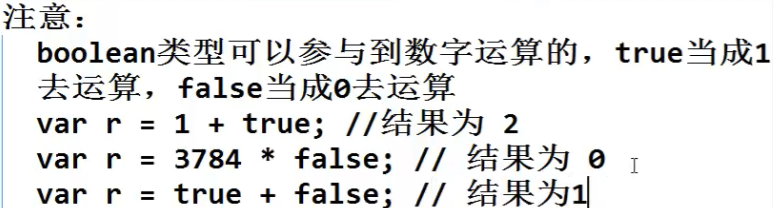 注意：
boolean类型可以参与到数字运算的，true当成1
去运算，false当成0去运算
var r = 1 + true; //结果为 2
var r = 3784 * false; // 结果为 0
var r = true + false; // 结果为1